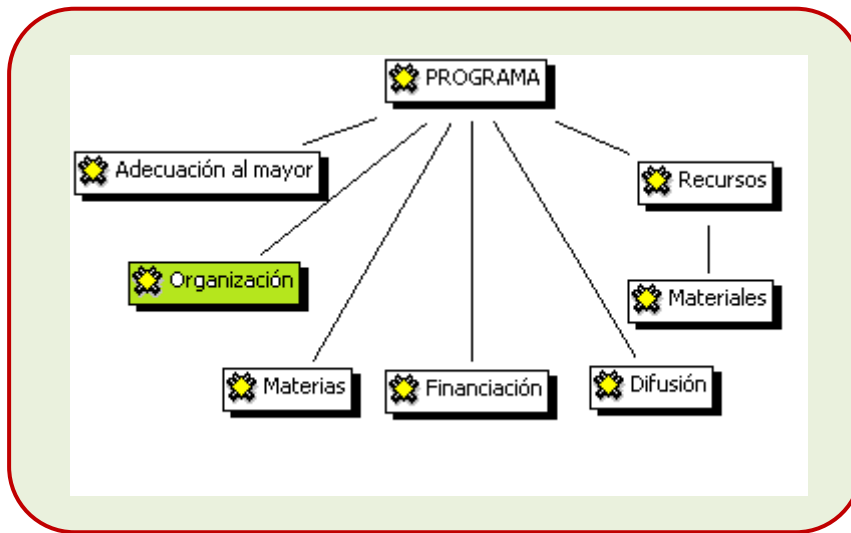 PROGRAMA
Adecuación al mayor
Recursos
Organización
Materiales
Materias
Financiación
Difusión